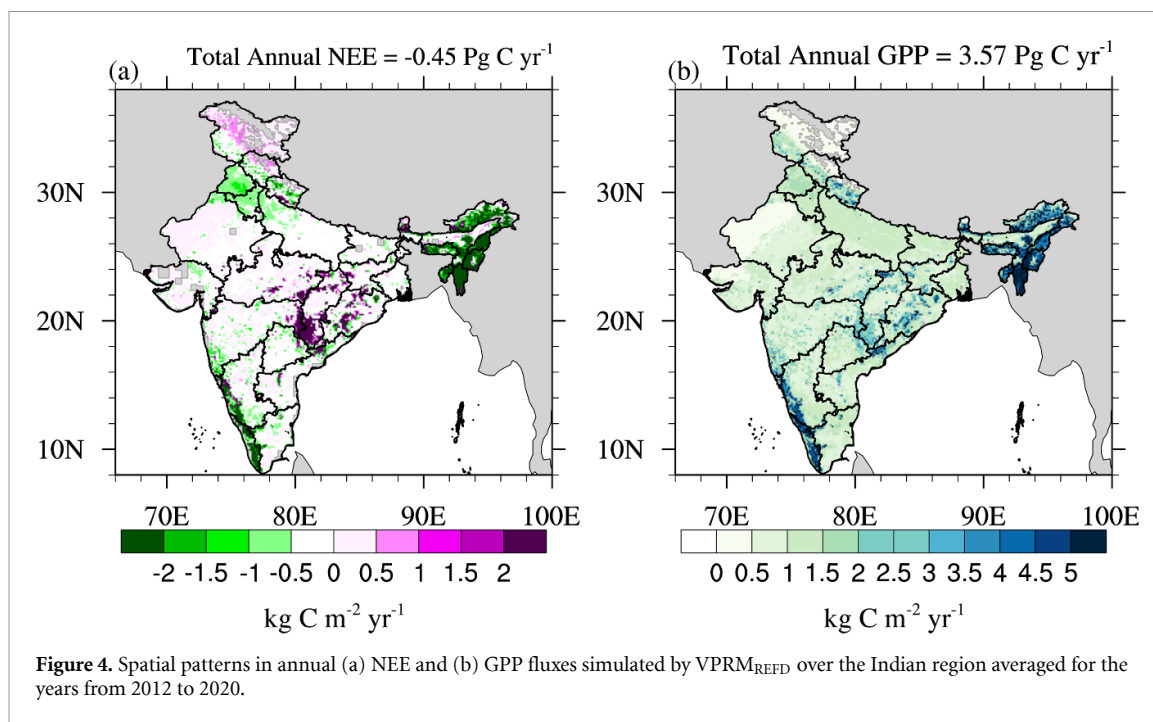 Total Annual NEE = -0.45 Pg C yr⁻¹
(a)
30N
20N
10N
70E 80E 90E 100E
-2 -1.5 -1 -0.5 0 0.5 1 1.5 2
kg C m⁻² yr⁻¹
Total Annual GPP = 3.57 Pg C yr⁻¹
(b)
30N
20N
10N
70E 80E 90E 100E
0 0.5 1 1.5 2 2.5 3 3.5 4 4.5 5
kg C m⁻² yr⁻¹
Figure 4. Spatial patterns in annual (a) NEE and (b) GPP fluxes simulated by VPRM_REFD over the Indian region averaged for the
years from 2012 to 2020.